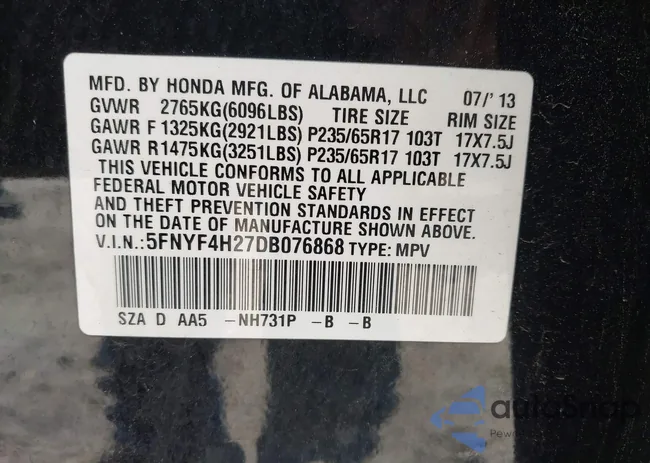 MFD. BY HONDA MFG. OF ALABAMA, LLC 07/'13
GVWR 2765KG(6096LBS) TIRE SIZE RIM SIZE
GAWR F 1325KG(2921LBS) P235/65R17 103T 17X7.5J
GAWR R1475KG(3251LBS) P235/65R17 103T 17X7.5J
THIS VEHICLE CONFORMS TO ALL APPLICABLE
FEDERAL MOTOR VEHICLE SAFETY
AND THEFT PREVENTION STANDARDS IN EFFECT
ON THE DATE OF MANUFACTURE SHOWN ABOVE.
V.I.N.:5FNYF4H27DB076868 TYPE: MPV
SZA D AA5 -NH731P -B -B
autoSnap